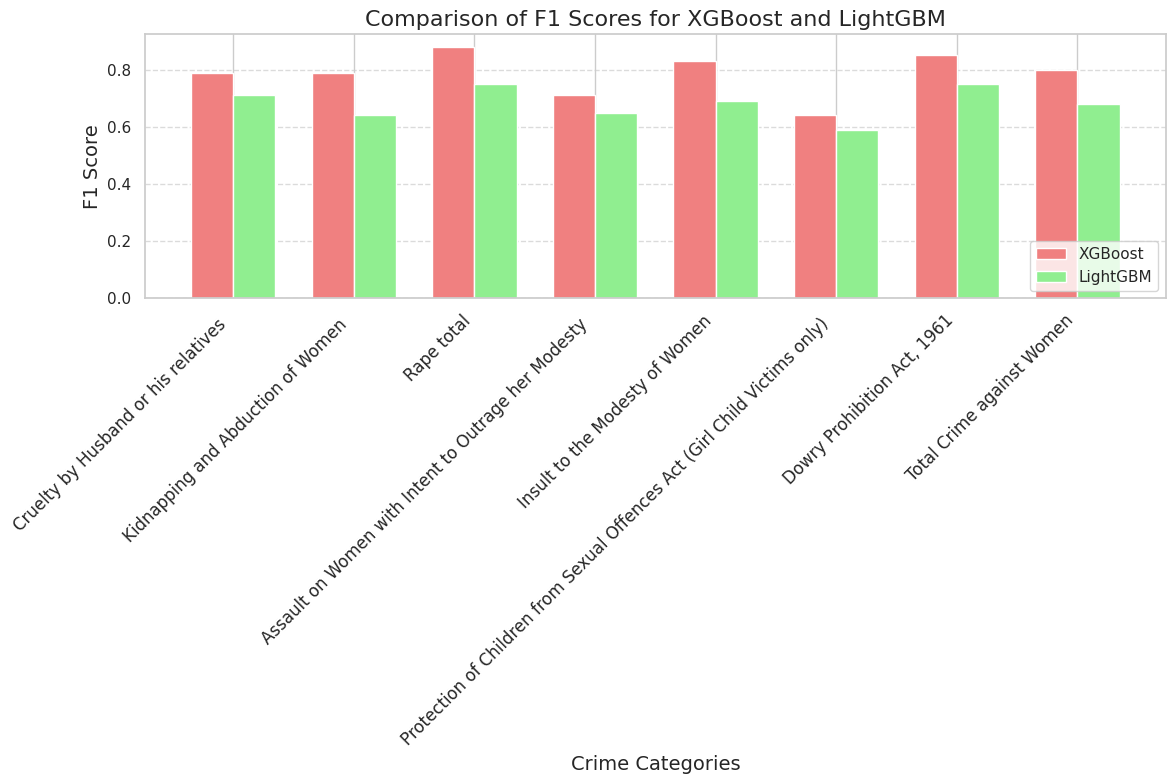 Comparison of F1 Scores for XGBoost and LightGBM
F1 Score
0.8
0.6
0.4
0.2
0.0
XGBoost
LightGBM
Cruelty by Husband or his relatives
Kidnapping and Abduction of Women
Rape total
Assault on Women with Intent to Outrage her Modesty
Insult to the Modesty of Women
Protection of Children from Sexual Offences Act (Girl Child Victims only)
Dowry Prohibition Act, 1961
Total Crime against Women
Crime Categories